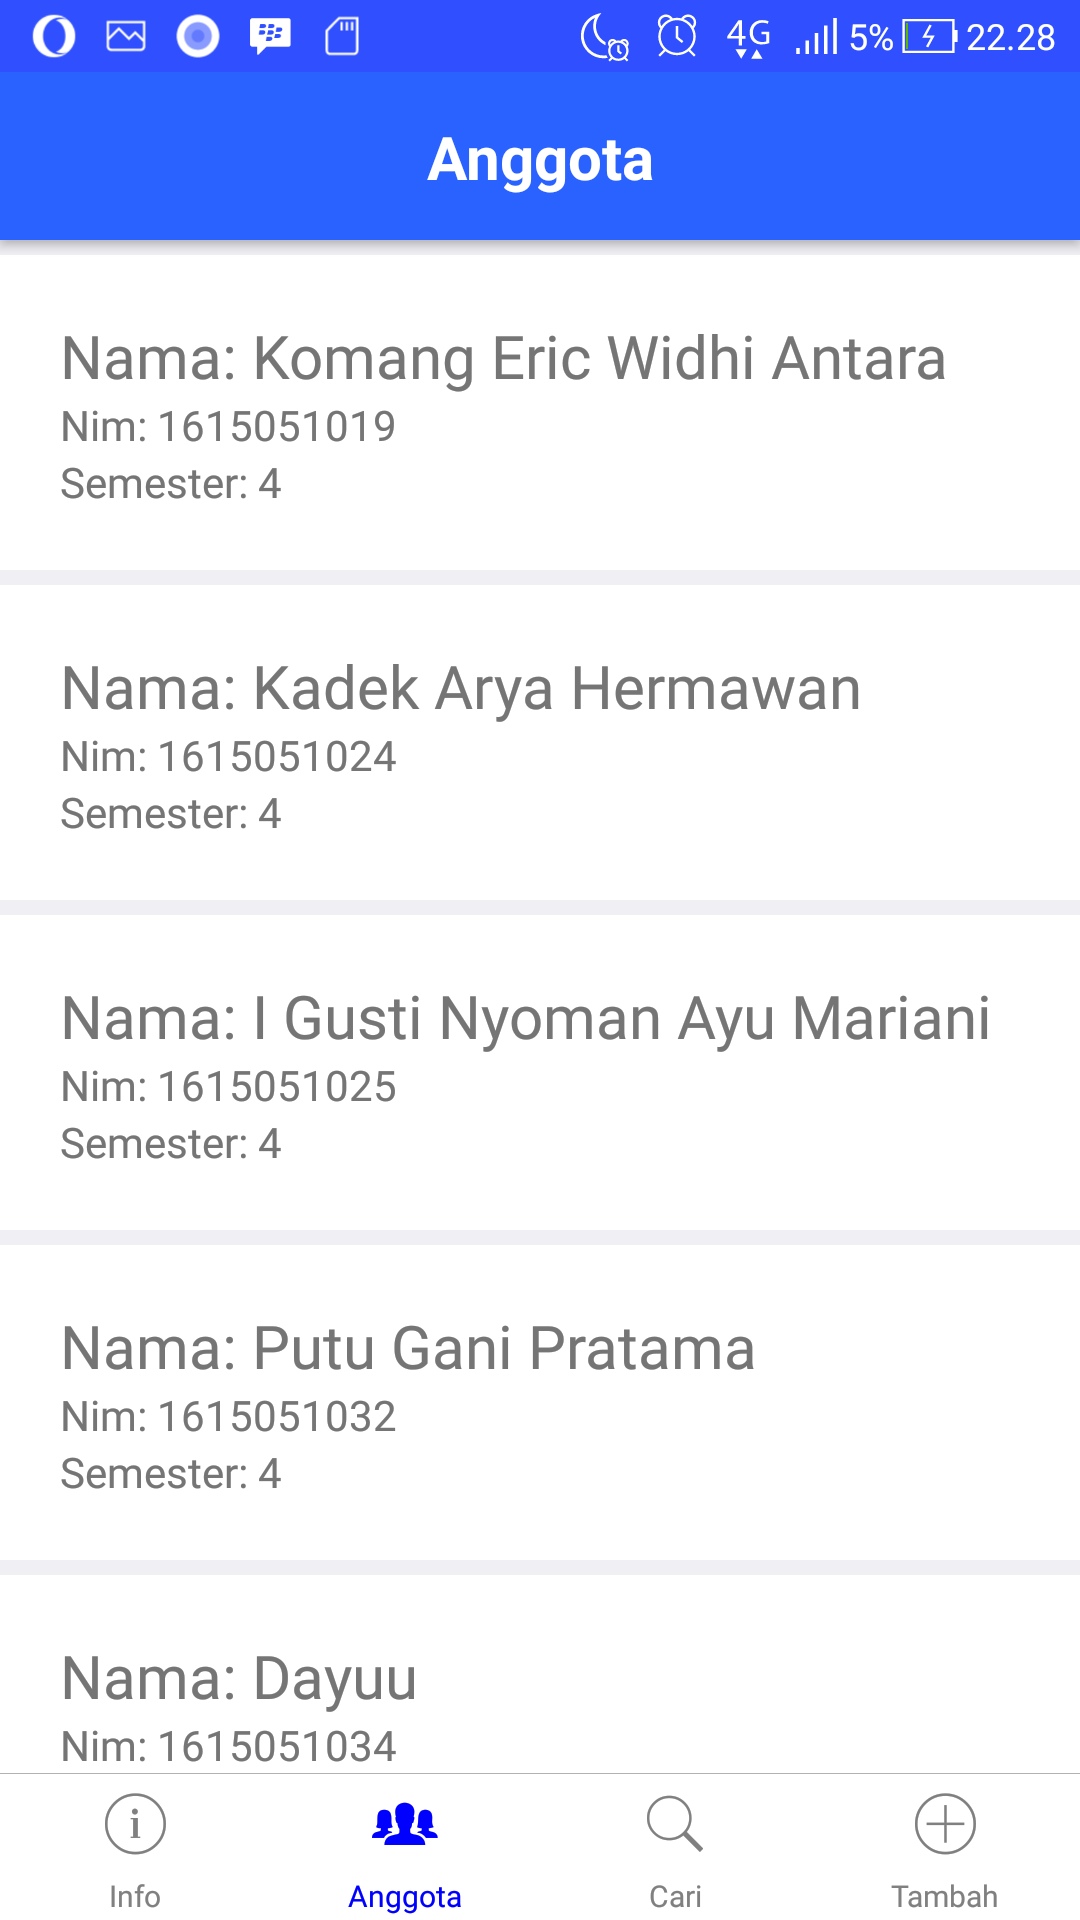 4G 5% 22.28
Anggota
Nama: Komang Eric Widhi Antara
Nim: 1615051019
Semester: 4
Nama: Kadek Arya Hermawan
Nim: 1615051024
Semester: 4
Nama: I Gusti Nyoman Ayu Mariani
Nim: 1615051025
Semester: 4
Nama: Putu Gani Pratama
Nim: 1615051032
Semester: 4
Nama: Dayuu
Nim: 1615051034
Info Anggota Cari Tambah